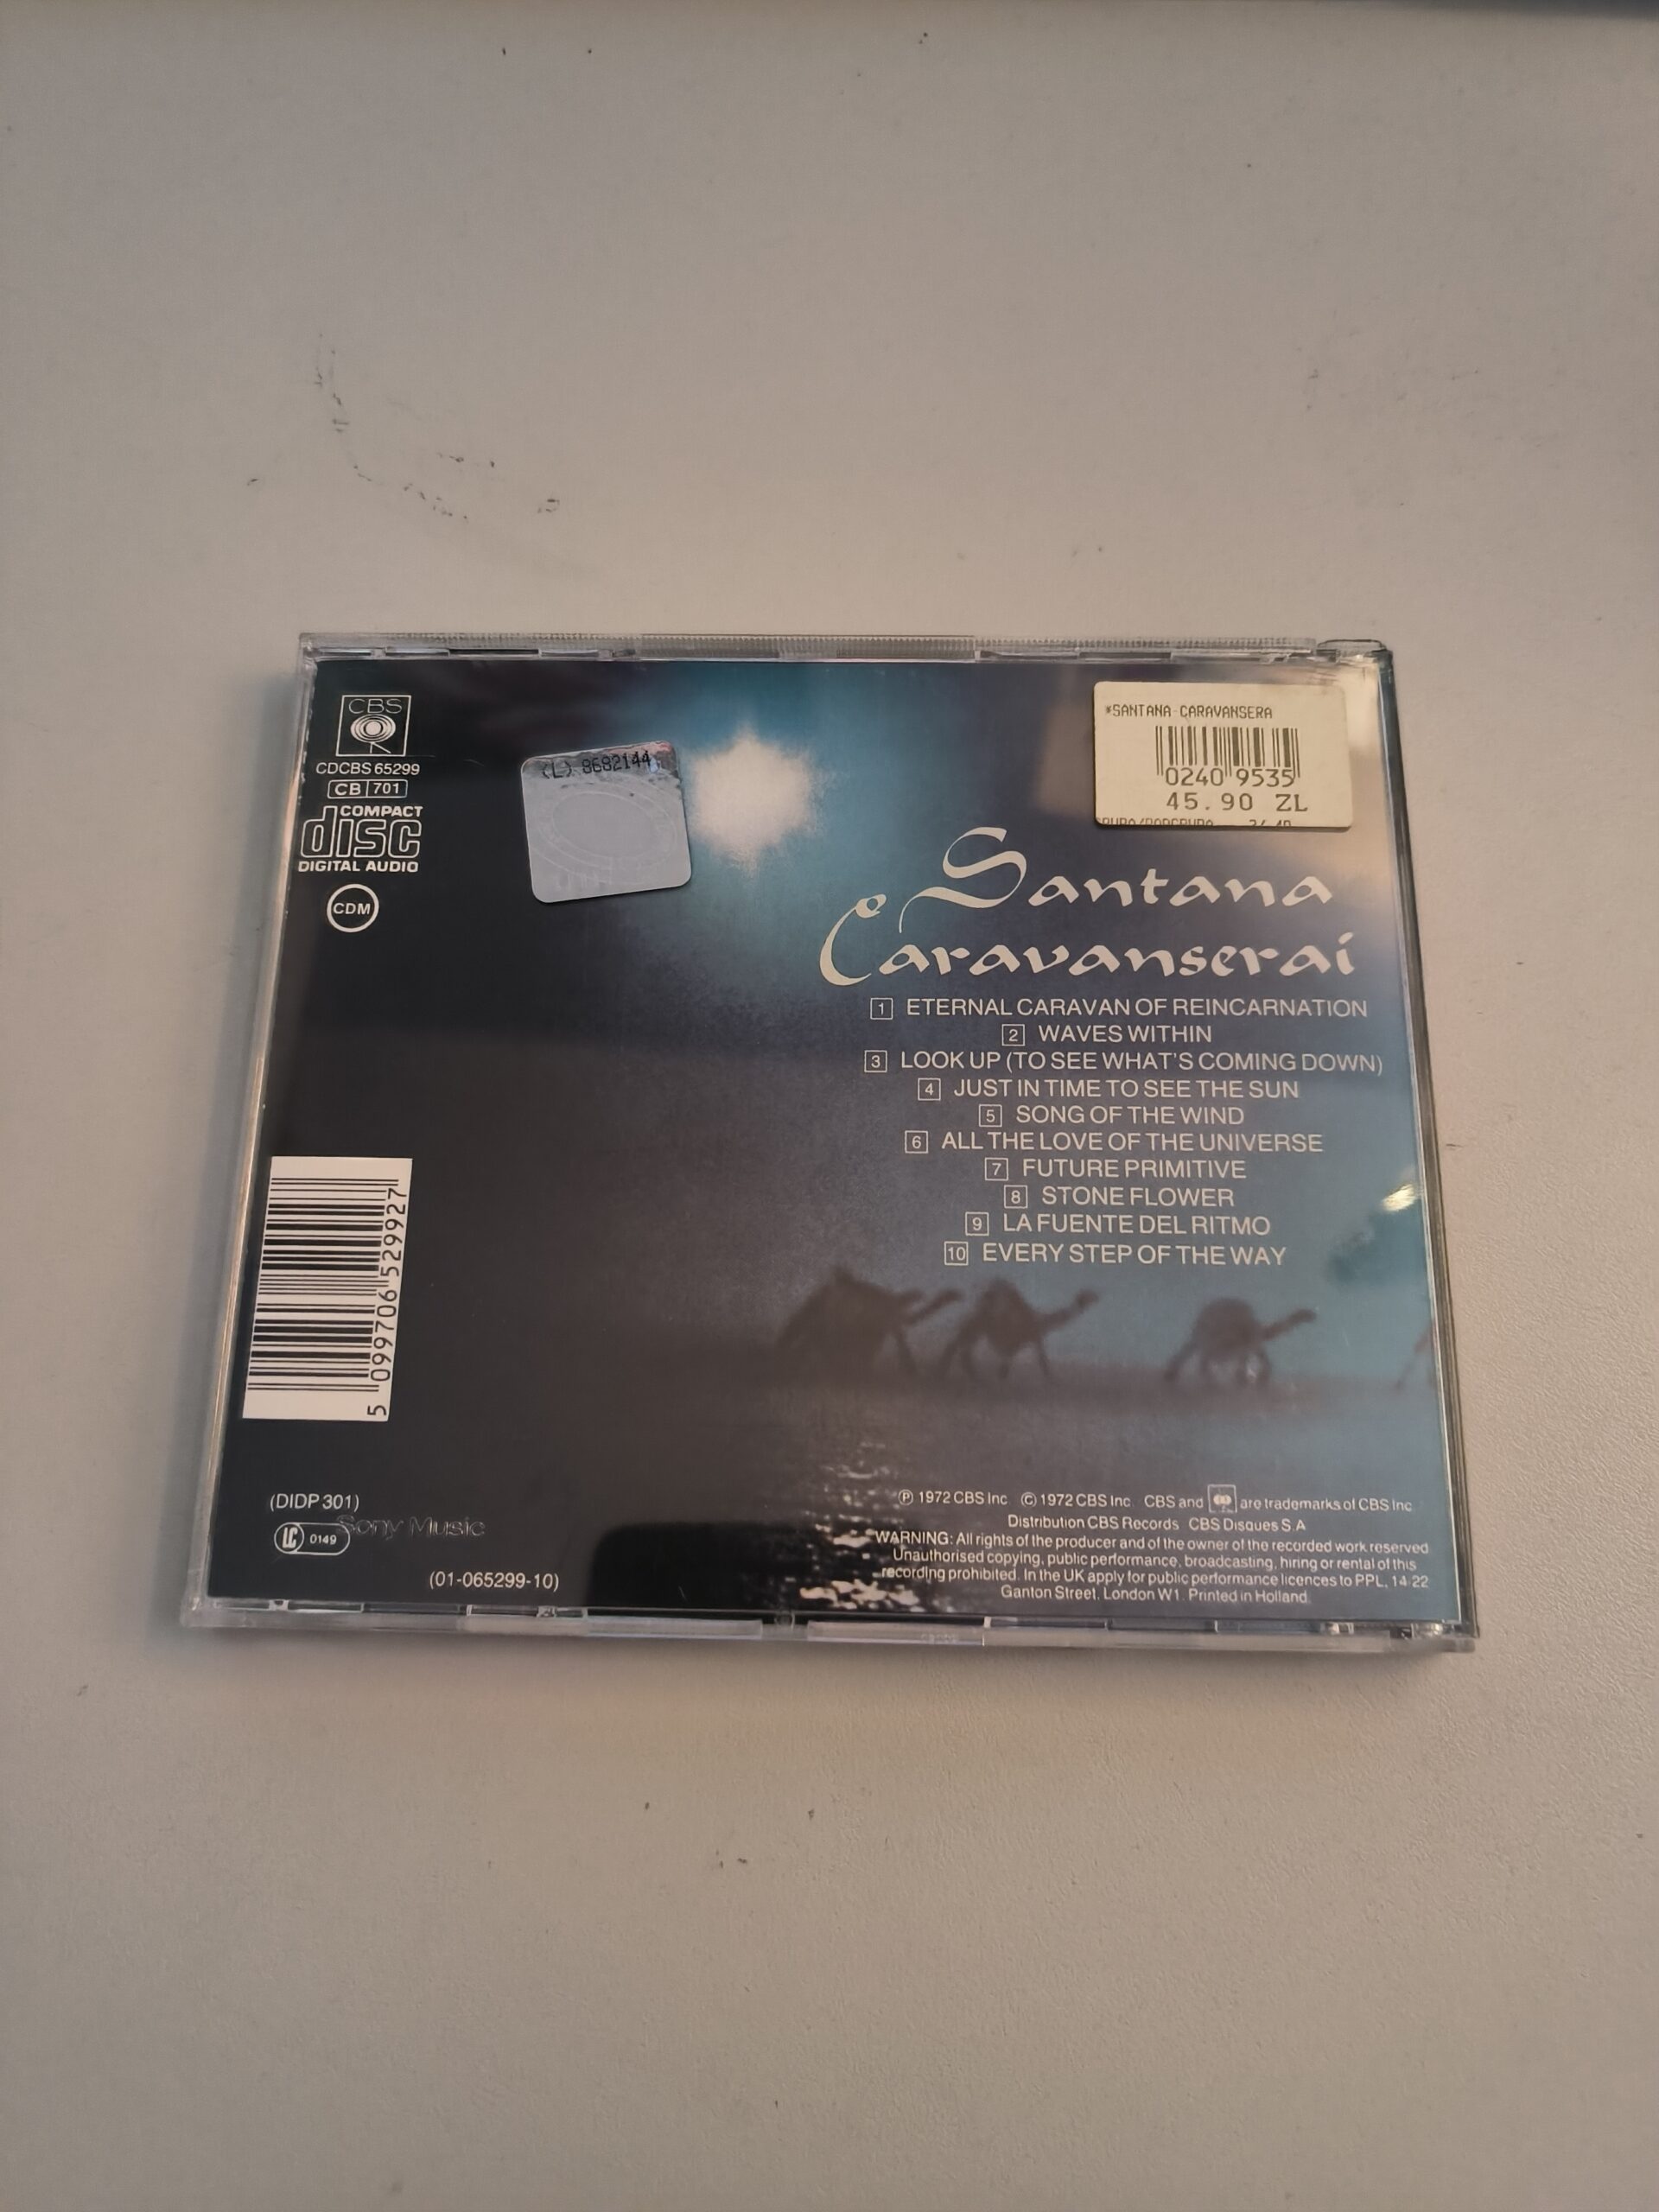 CBS
CDCBS 65299
CB 701
COMPACT
disc
DIGITAL AUDIO
CDM
(L) 8682144
*SANTANA-CARAVANSERA
0240 9535
45.90 ZL
Santana
Caravanserai
1 ETERNAL CARAVAN OF REINCARNATION
2 WAVES WITHIN
3 LOOK UP (TO SEE WHAT'S COMING DOWN)
4 JUST IN TIME TO SEE THE SUN
5 SONG OF THE WIND
6 ALL THE LOVE OF THE UNIVERSE
7 FUTURE PRIMITIVE
8 STONE FLOWER
9 LA FUENTE DEL RITMO
10 EVERY STEP OF THE WAY
5 099706 529927
(DIDP 301)
LC 0149
Sony Music
(01-065299-10)
Ⓟ 1972 CBS Inc © 1972 CBS Inc. CBS and are trademarks of CBS Inc
Distribution CBS Records CBS Disques S.A
WARNING: All rights of the producer and of the owner of the recorded work reserved
Unauthorised copying, public performance, broadcasting, hiring or rental of this
recording prohibited. In the UK apply for public performance licences to PPL, 14-22
Ganton Street, London W1. Printed in Holland.